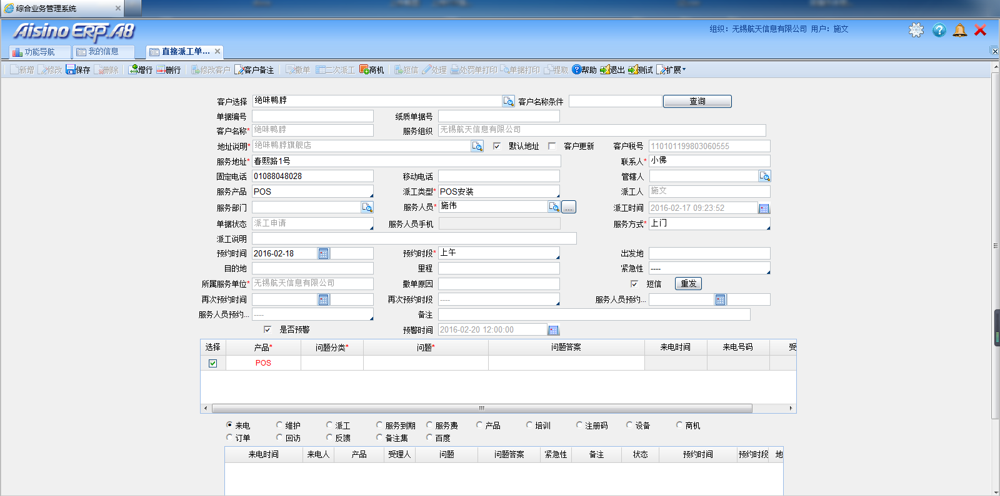 综合业务管理系统
Aisino ERP.A8
组织：无锡航天信息有限公司 用户：施文
功能导航 我的信息 直接派工单...
新增 修改 保存 删除 增行 删行 修改客户 客户备注 撤单 二次派工 商机 短信 处理 处罚单打印 单据打印 提取 帮助 退出 测试 扩展
客户选择 绝味鸭脖 客户名称条件 查询
单据编号 纸质单据号
客户名称* 绝味鸭脖 服务组织 无锡航天信息有限公司
地址说明* 绝味鸭脖旗舰店 默认地址 客户更新 客户税号 110101199803060555
服务地址* 春熙路1号 联系人* 小佛
固定电话 01088048028 移动电话 管辖人
服务产品 POS 派工类型* POS安装 派工人 施文
服务部门 服务人员* 施伟 ... 派工时间 2016-02-17 09:23:52
单据状态 派工申请 服务人员手机 服务方式* 上门
派工说明
预约时间 2016-02-18 预约时段* 上午 出发地
目的地 里程 紧急性 ----
所属服务单位* 无锡航天信息有限公司 撤单原因 短信 重发
再次预约时间 再次预约时段 ---- 服务人员预约...
服务人员预约... ---- 备注
是否预警 预警时间 2016-02-20 12:00:00
选择 产品* 问题分类* 问题* 问题答案 来电时间 来电号码 受
POS
来电 维护 派工 服务到期 服务费 产品 培训 注册码 设备 商机
订单 回访 反馈 备注集 百度
来电时间 来电人 产品 受理人 问题 问题答案 紧急性 备注 状态 预约时间 预约时段 地